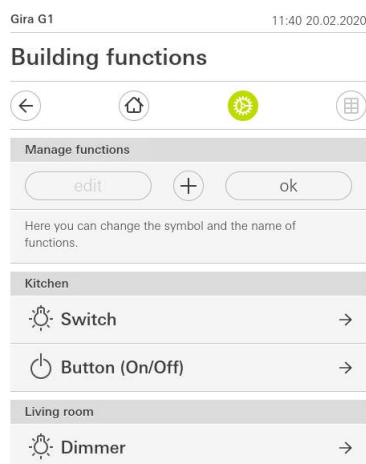 Gira G1
11:40 20.02.2020
Building functions
Manage functions
edit
ok
Here you can change the symbol and the name of
functions.
Kitchen
Switch
Button (On/Off)
Living room
Dimmer